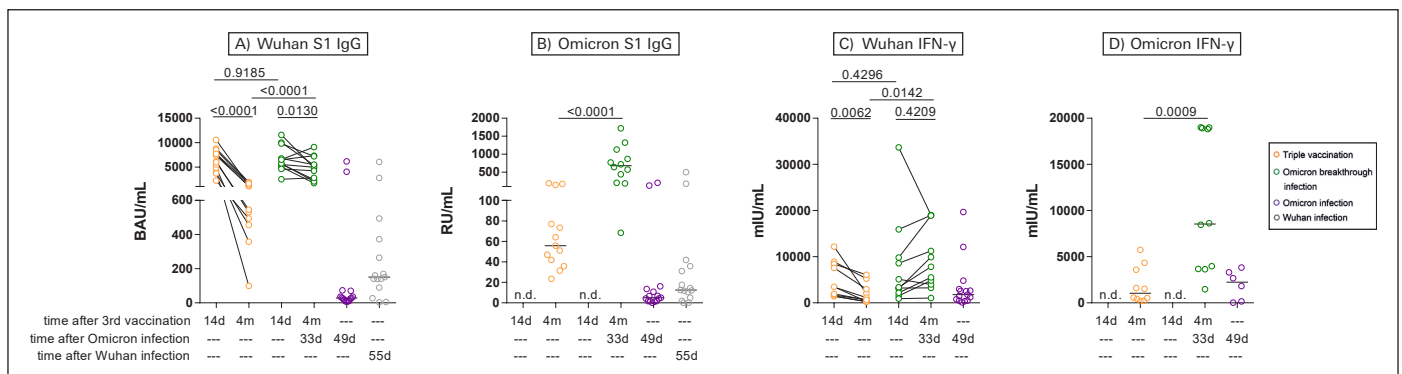 A) Wuhan S1 IgG
B) Omicron S1 IgG
C) Wuhan IFN-γ
D) Omicron IFN-γ
0.9185
<0.0001
<0.0001
0.0130
15000
10000
5000
600
400
200
0
BAU/mL
<0.0001
2000
1500
1000
500
100
80
60
40
20
0
RU/mL
n.d.
n.d.
0.4296
0.0142
0.0062
0.4209
40000
30000
20000
10000
0
mIU/mL
0.0009
20000
15000
10000
5000
0
mIU/mL
n.d.
n.d.
Triple vaccination
Omicron breakthrough
infection
Omicron infection
Wuhan infection
time after 3rd vaccination 14d 4m 14d 4m --- --- 14d 4m 14d 4m --- --- 14d 4m 14d 4m --- 14d 4m 14d 4m ---
time after Omicron infection --- --- --- 33d 49d --- --- --- --- 33d 49d --- --- --- --- 33d 49d --- --- --- 33d 49d
time after Wuhan infection --- --- --- --- --- 55d --- --- --- --- --- 55d --- --- --- --- --- --- --- --- --- ---